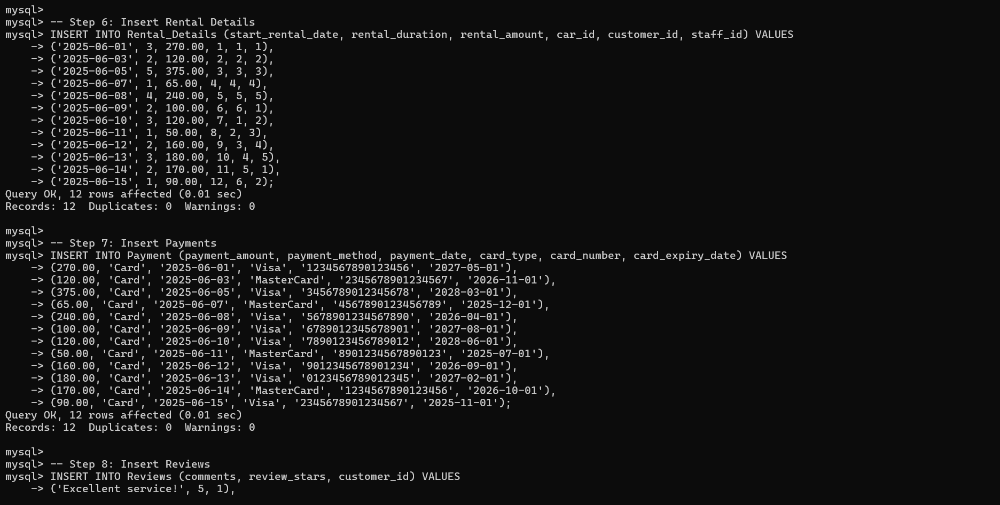 mysql>
mysql> -- Step 6: Insert Rental Details
mysql> INSERT INTO Rental_Details (start_rental_date, rental_duration, rental_amount, car_id, customer_id, staff_id) VALUES
    -> ('2025-06-01', 3, 270.00, 1, 1, 1),
    -> ('2025-06-03', 2, 120.00, 2, 2, 2),
    -> ('2025-06-05', 5, 375.00, 3, 3, 3),
    -> ('2025-06-07', 1, 65.00, 4, 4, 4),
    -> ('2025-06-08', 4, 240.00, 5, 5, 5),
    -> ('2025-06-09', 2, 100.00, 6, 6, 1),
    -> ('2025-06-10', 3, 120.00, 7, 1, 2),
    -> ('2025-06-11', 1, 50.00, 8, 2, 3),
    -> ('2025-06-12', 2, 160.00, 9, 3, 4),
    -> ('2025-06-13', 3, 180.00, 10, 4, 5),
    -> ('2025-06-14', 2, 170.00, 11, 5, 1),
    -> ('2025-06-15', 1, 90.00, 12, 6, 2);
Query OK, 12 rows affected (0.01 sec)
Records: 12  Duplicates: 0  Warnings: 0

mysql>
mysql> -- Step 7: Insert Payments
mysql> INSERT INTO Payment (payment_amount, payment_method, payment_date, card_type, card_number, card_expiry_date) VALUES
    -> (270.00, 'Card', '2025-06-01', 'Visa', '1234567890123456', '2027-05-01'),
    -> (120.00, 'Card', '2025-06-03', 'MasterCard', '2345678901234567', '2026-11-01'),
    -> (375.00, 'Card', '2025-06-05', 'Visa', '3456789012345678', '2028-03-01'),
    -> (65.00, 'Card', '2025-06-07', 'MasterCard', '4567890123456789', '2025-12-01'),
    -> (240.00, 'Card', '2025-06-08', 'Visa', '5678901234567890', '2026-04-01'),
    -> (100.00, 'Card', '2025-06-09', 'Visa', '6789012345678901', '2027-08-01'),
    -> (120.00, 'Card', '2025-06-10', 'Visa', '7890123456789012', '2028-06-01'),
    -> (50.00, 'Card', '2025-06-11', 'MasterCard', '8901234567890123', '2025-07-01'),
    -> (160.00, 'Card', '2025-06-12', 'Visa', '9012345678901234', '2026-09-01'),
    -> (180.00, 'Card', '2025-06-13', 'Visa', '0123456789012345', '2027-02-01'),
    -> (170.00, 'Card', '2025-06-14', 'MasterCard', '1234567890123456', '2026-10-01'),
    -> (90.00, 'Card', '2025-06-15', 'Visa', '2345678901234567', '2025-11-01');
Query OK, 12 rows affected (0.01 sec)
Records: 12  Duplicates: 0  Warnings: 0

mysql>
mysql> -- Step 8: Insert Reviews
mysql> INSERT INTO Reviews (comments, review_stars, customer_id) VALUES
    -> ('Excellent service!', 5, 1),